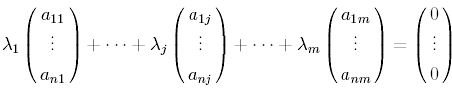 λ₁ (a₁₁ ⋮ aₙ₁) + ··· + λⱼ (a₁ⱼ ⋮ aₙⱼ) + ··· + λₘ (a₁ₘ ⋮ aₙₘ) = (0 ⋮ 0)